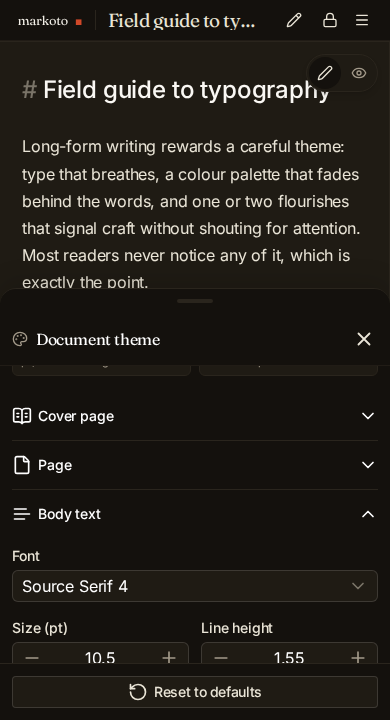 markoto
Field guide to ty...
# Field guide to typography
Long-form writing rewards a careful theme:
type that breathes, a colour palette that fades
behind the words, and one or two flourishes
that signal craft without shouting for attention.
Most readers never notice any of it, which is
exactly the point.
Document theme
Cover page
Page
Body text
Font
Source Serif 4
Size (pt)
Line height
10.5
1.55
Reset to defaults